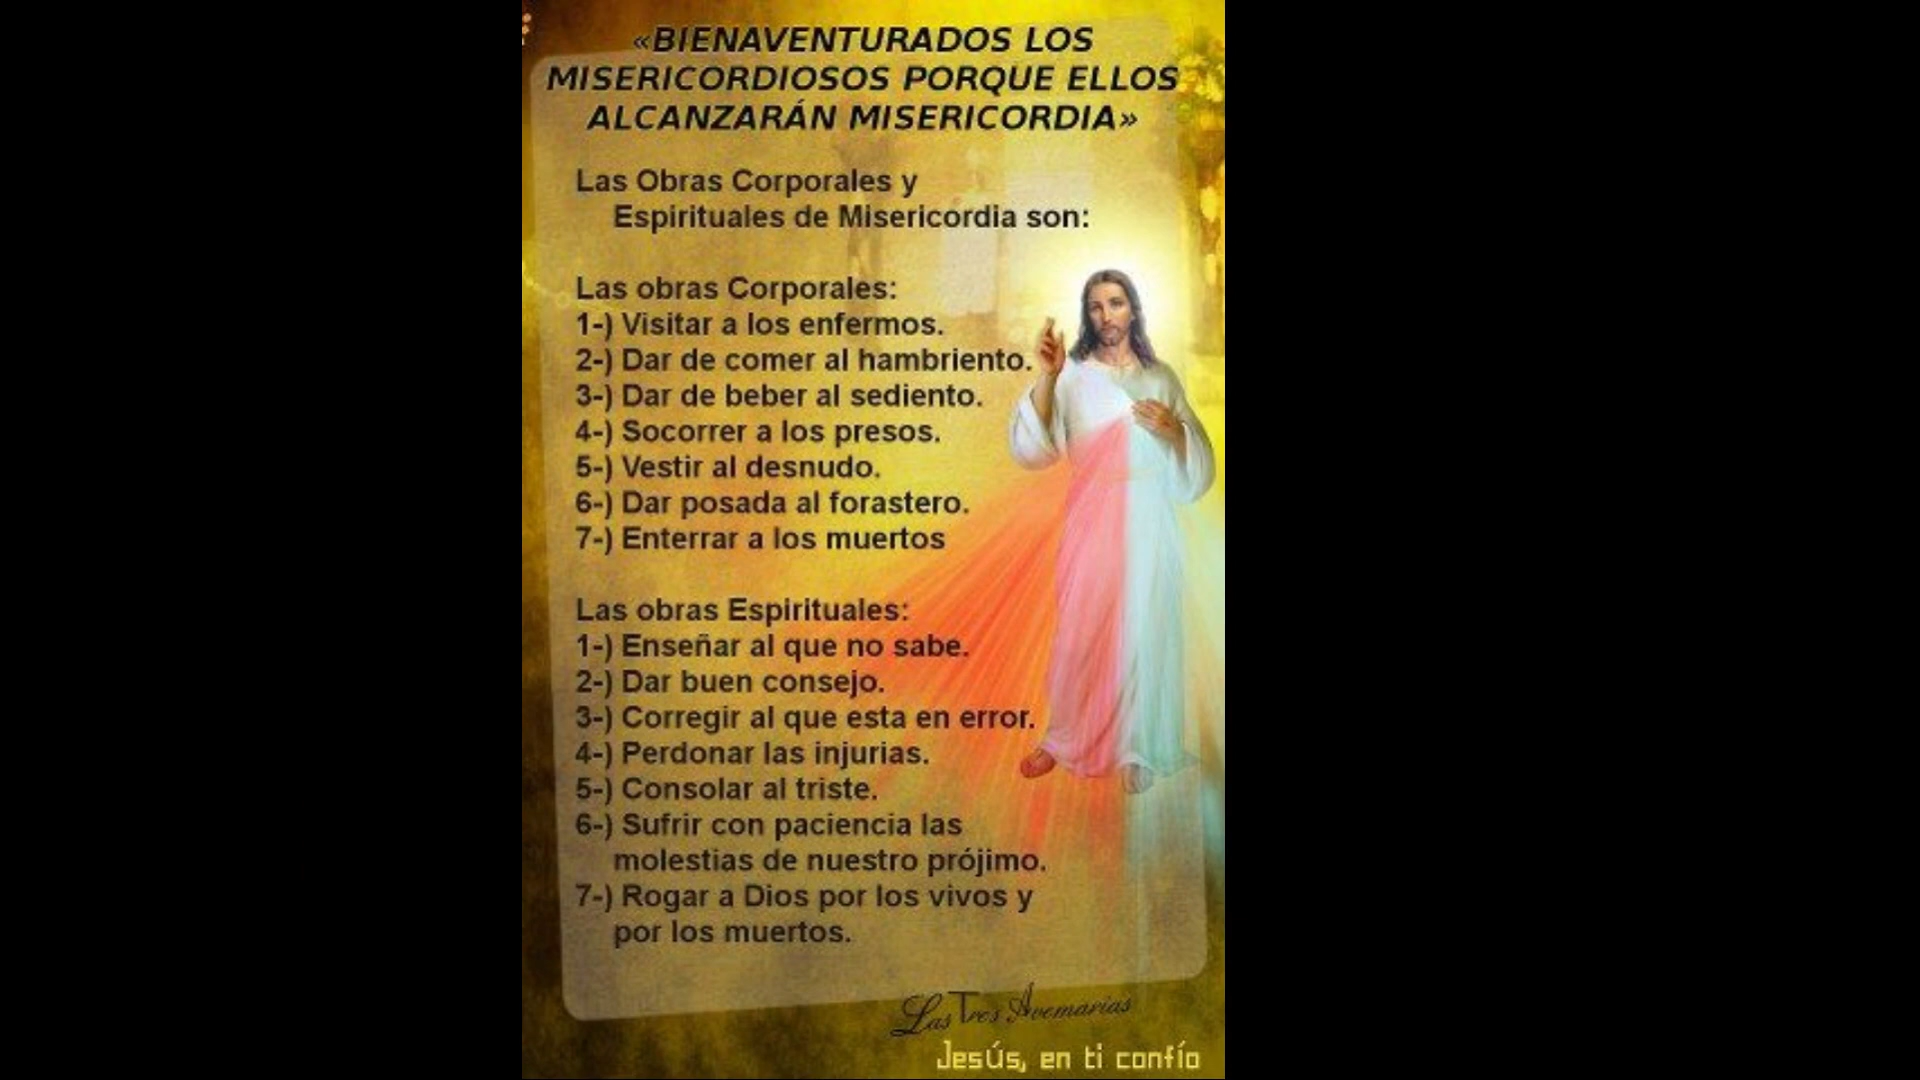 «BIENAVENTURADOS LOS
MISERICORDIOSOS PORQUE ELLOS
ALCANZARÁN MISERICORDIA»
Las Obras Corporales y
Espirituales de Misericordia son:
Las obras Corporales:
1-) Visitar a los enfermos.
2-) Dar de comer al hambriento.
3-) Dar de beber al sediento.
4-) Socorrer a los presos.
5-) Vestir al desnudo.
6-) Dar posada al forastero.
7-) Enterrar a los muertos
Las obras Espirituales:
1-) Enseñar al que no sabe.
2-) Dar buen consejo.
3-) Corregir al que esta en error.
4-) Perdonar las injurias.
5-) Consolar al triste.
6-) Sufrir con paciencia las
molestias de nuestro prójimo.
7-) Rogar a Dios por los vivos y
por los muertos.
Las Tres Avemarias
Jesús, en ti confío